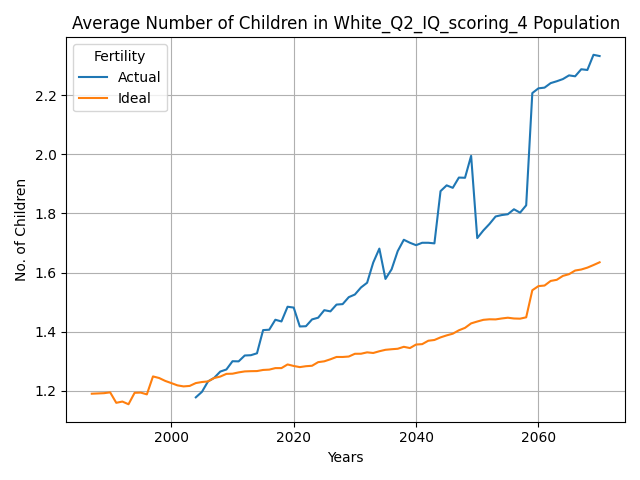 Average Number of Children in White_Q2_IQ_scoring_4 Population
Fertility
Actual
Ideal
No. of Children
2.2
2.0
1.8
1.6
1.4
1.2
2000 2020 2040 2060
Years